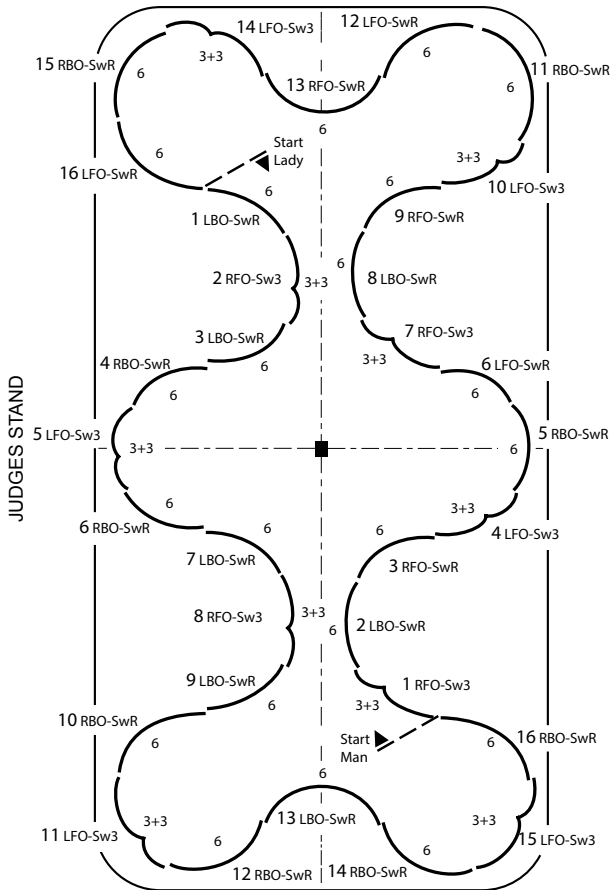 14 LFO-Sw3
12 LFO-SwR
15 RBO-SwR
3+3
6
11 RBO-SwR
6
13 RFO-SwR
6
6
6
Start
Lady
3+3
16 LFO-SwR
6
6
10 LFO-Sw3
1 LBO-SwR
9 RFO-SwR
2 RFO-Sw3
3+3
6
8 LBO-SwR
3 LBO-SwR
7 RFO-Sw3
4 RBO-SwR
6
3+3
6 LFO-SwR
6
6
5 LFO-Sw3
3+3
6
5 RBO-SwR
JUDGES STAND
6
6
3+3
6 RBO-SwR
6
4 LFO-Sw3
7 LBO-SwR
3 RFO-SwR
8 RFO-Sw3
3+3
6
2 LBO-SwR
9 LBO-SwR
1 RFO-Sw3
6
3+3
10 RBO-SwR
6
Start
Man
6
16 RBO-SwR
6
3+3
13 LBO-SwR
3+3
11 LFO-Sw3
6
6
15 LFO-Sw3
12 RBO-SwR
14 RBO-SwR